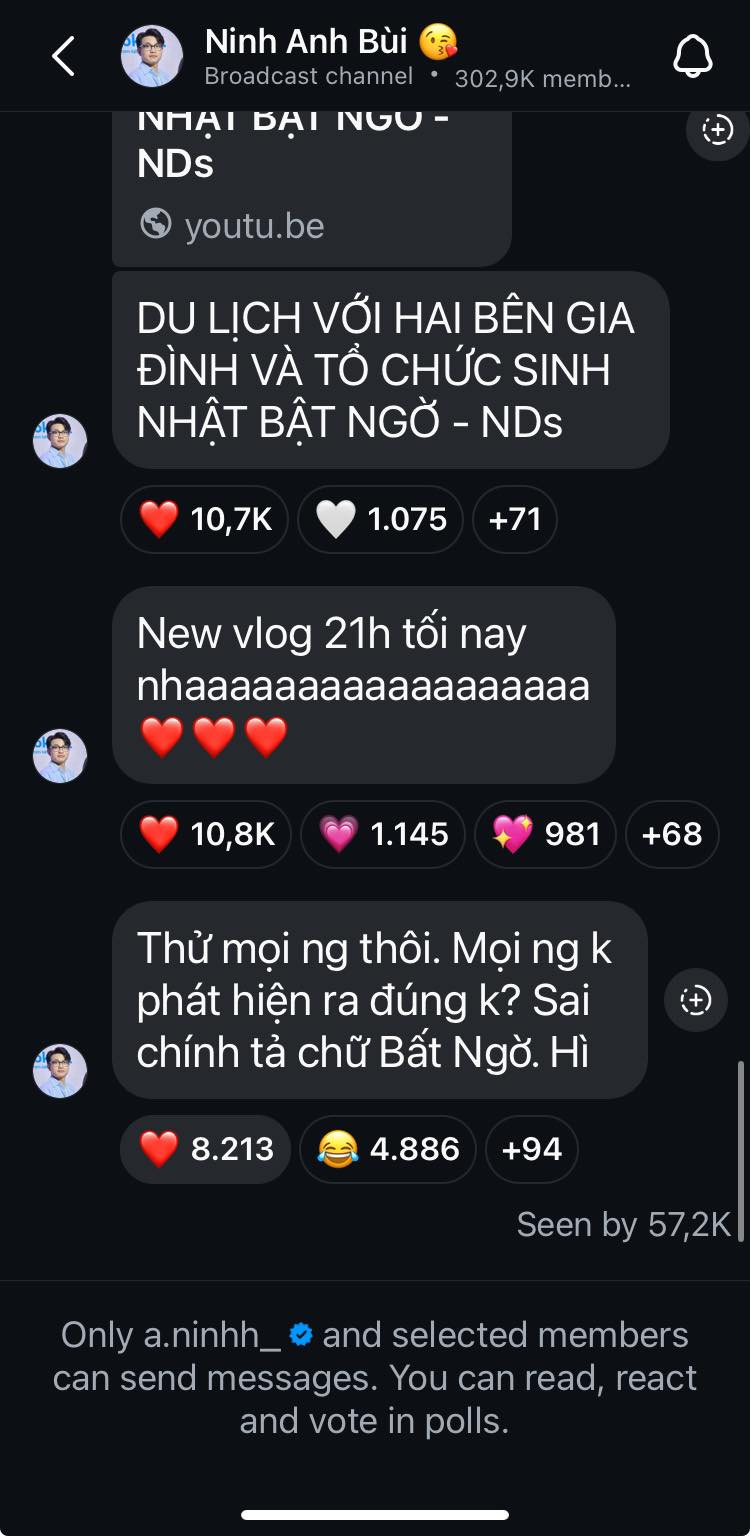 Ninh Anh Bùi 😘
Broadcast channel • 302,9K memb...
NHẬT BẬT NGỜ -
NDs
youtu.be
DU LỊCH VỚI HAI BÊN GIA
ĐÌNH VÀ TỔ CHỨC SINH
NHẬT BẬT NGỜ - NDs
❤️ 10,7K 🤍 1.075 +71
New vlog 21h tối nay
nhaaaaaaaaaaaaaaaaaaa
❤️❤️❤️
❤️ 10,8K 💗 1.145 💖 981 +68
Thử mọi ng thôi. Mọi ng k
phát hiện ra đúng k? Sai
chính tả chữ Bất Ngờ. Hì
❤️ 8.213 😂 4.886 +94
Seen by 57,2K
Only a.ninhh_ and selected members
can send messages. You can read, react
and vote in polls.